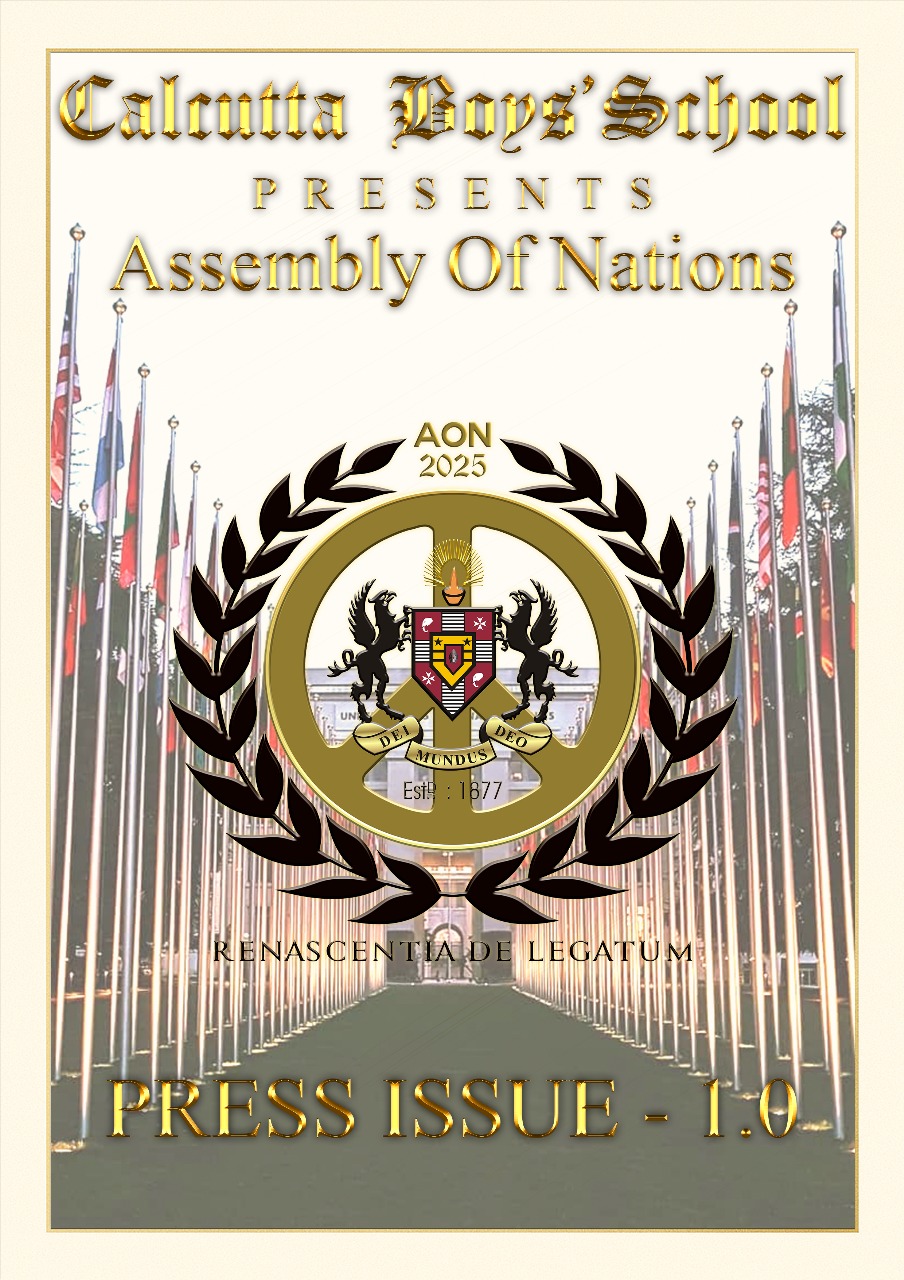 Calcutta Boys' School
PRESENTS
Assembly Of Nations
AON
2025
DEI
MUNDUS
DEO
Estᴰ. : 1877
RENASCENTIA DE LEGATUM
PRESS ISSUE - 1.0